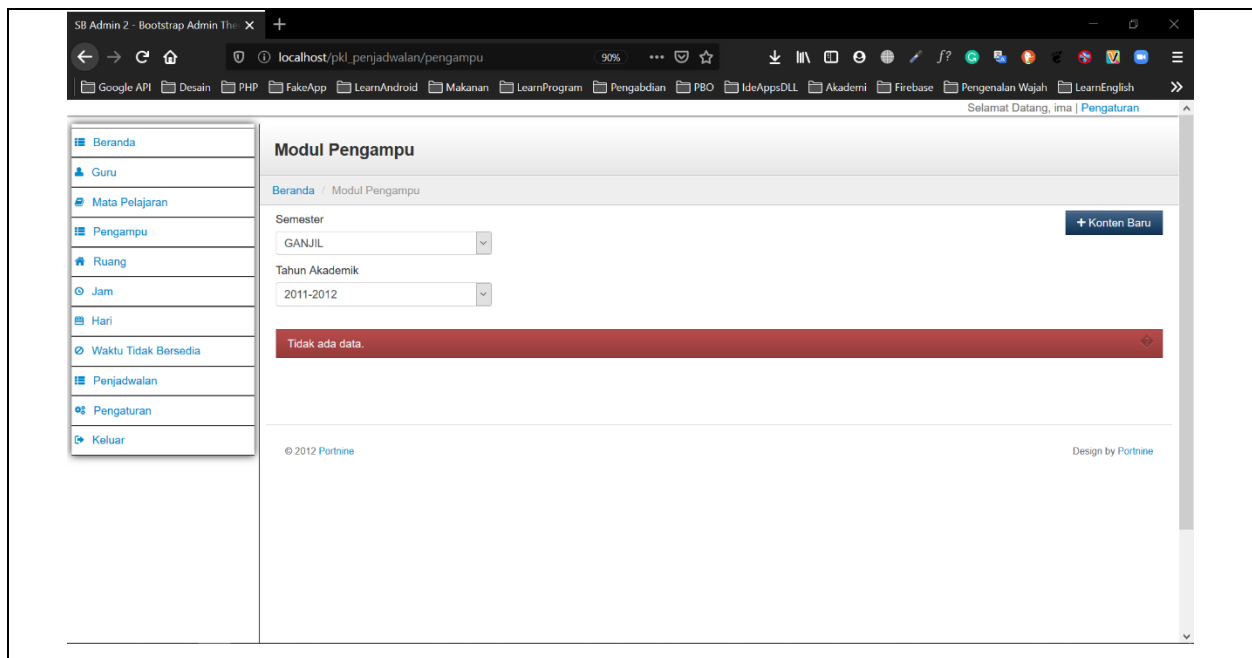 SB Admin 2 - Bootstrap Admin The
localhost/pkl_penjadwalan/pengampu
90%
f?
Google API Desain PHP FakeApp LearnAndroid Makanan LearnProgram Pengabdian PBO IdeAppsDLL Akademi Firebase Pengenalan Wajah LearnEnglish
Selamat Datang, ima | Pengaturan
Beranda
Guru
Mata Pelajaran
Pengampu
Ruang
Jam
Hari
Waktu Tidak Bersedia
Penjadwalan
Pengaturan
Keluar
Modul Pengampu
Beranda / Modul Pengampu
Semester
+ Konten Baru
GANJIL
Tahun Akademik
2011-2012
Tidak ada data.
© 2012 Portnine
Design by Portnine